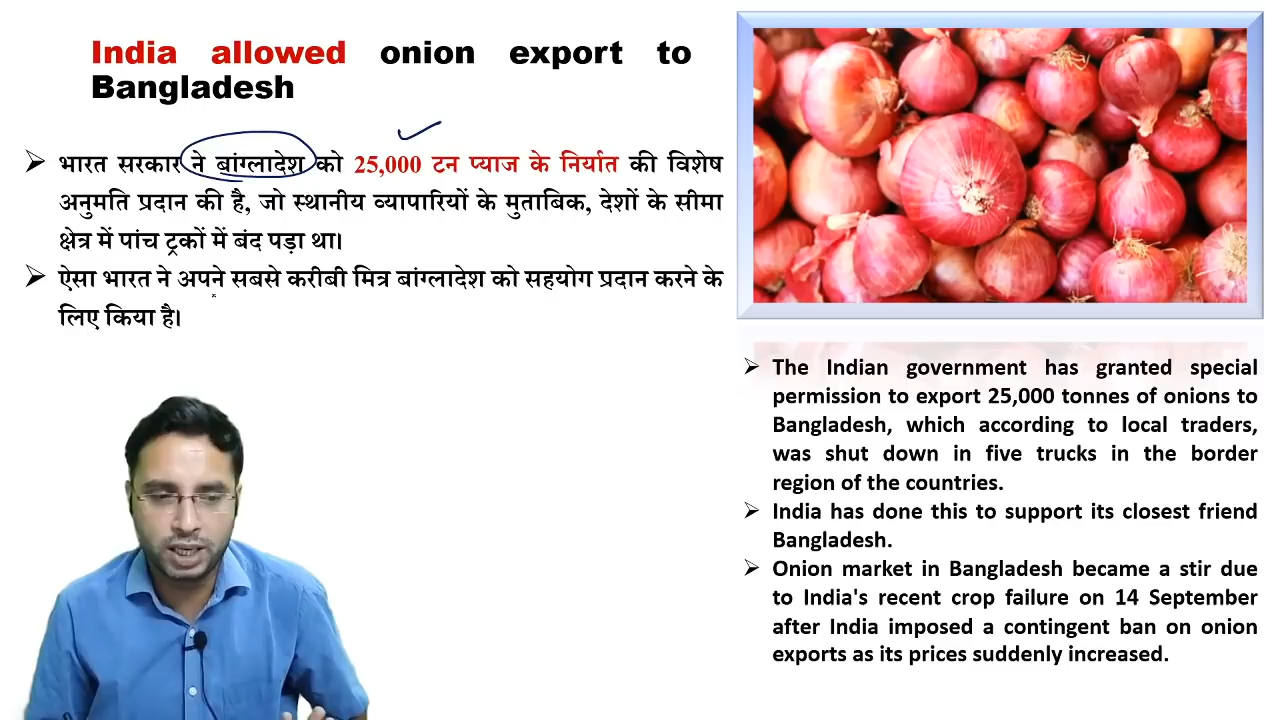 India allowed onion export to
Bangladesh
भारत सरकार ने बांग्लादेश को 25,000 टन प्याज के निर्यात की विशेष
अनुमति प्रदान की है, जो स्थानीय व्यापारियों के मुताबिक, देशों के सीमा
क्षेत्र में पांच ट्रकों में बंद पड़ा था।
ऐसा भारत ने अपने सबसे करीबी मित्र बांग्लादेश को सहयोग प्रदान करने के
लिए किया है।
The Indian government has granted special
permission to export 25,000 tonnes of onions to
Bangladesh, which according to local traders,
was shut down in five trucks in the border
region of the countries.
India has done this to support its closest friend
Bangladesh.
Onion market in Bangladesh became a stir due
to India's recent crop failure on 14 September
after India imposed a contingent ban on onion
exports as its prices suddenly increased.